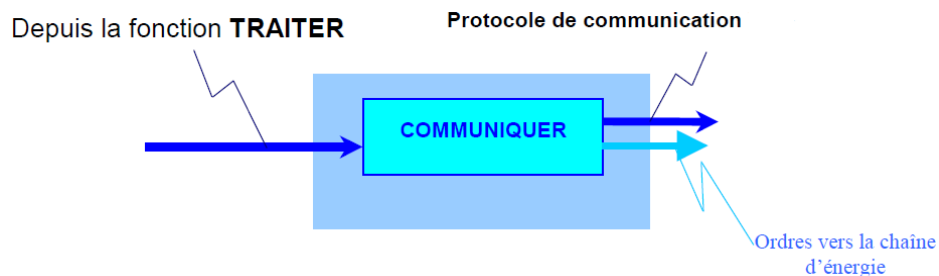 Depuis la fonction TRAITER
Protocole de communication
COMMUNIQUER
Ordres vers la chaîne
d'énergie